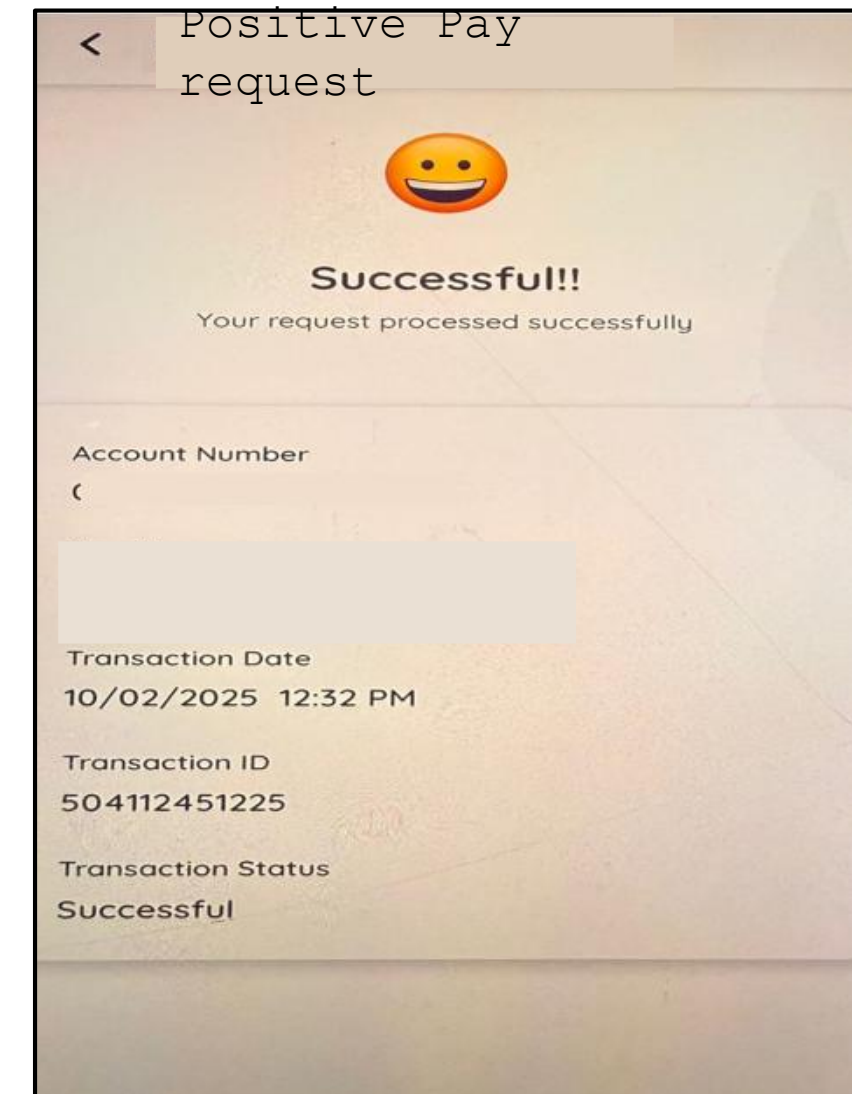 <
Positive Pay
request
Successful!!
Your request processed successfully
Account Number
Transaction Date
10/02/2025 12:32 PM
Transaction ID
504112451225
Transaction Status
Successful